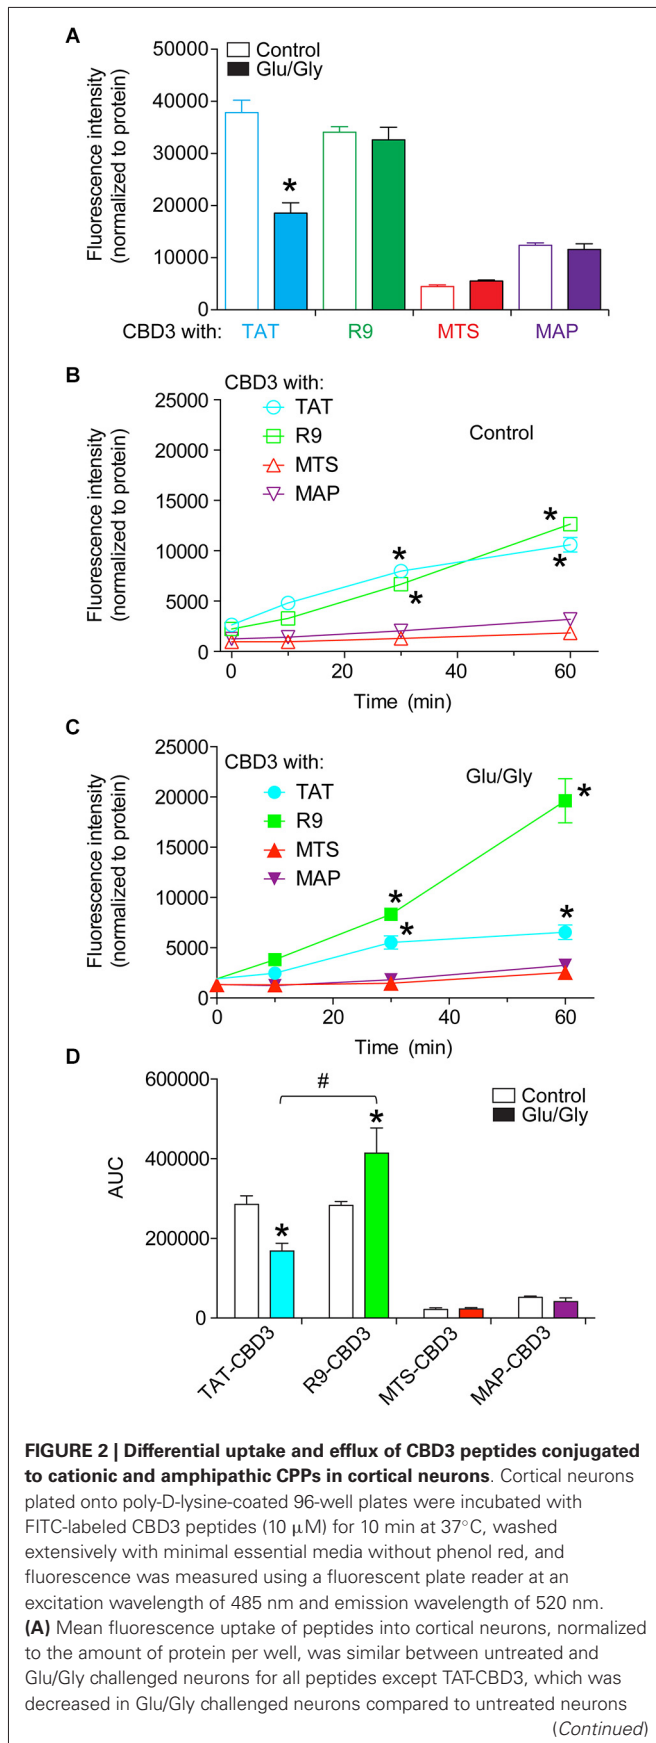 A
Fluorescence intensity
(normalized to protein)
50000
40000
30000
20000
10000
0
Control
Glu/Gly
*
CBD3 with: TAT R9 MTS MAP
B
CBD3 with:
TAT
R9
MTS
MAP
Control
Fluorescence intensity
(normalized to protein)
25000
20000
15000
10000
5000
0
* * * *
0 20 40 60
Time (min)
C
CBD3 with:
TAT
R9
MTS
MAP
Glu/Gly
Fluorescence intensity
(normalized to protein)
25000
20000
15000
10000
5000
0
* * * *
0 20 40 60
Time (min)
D
AUC
600000
400000
200000
0
#
* *
Control
Glu/Gly
TAT-CBD3 R9-CBD3 MTS-CBD3 MAP-CBD3
FIGURE 2 | Differential uptake and efflux of CBD3 peptides conjugated
to cationic and amphipathic CPPs in cortical neurons. Cortical neurons
plated onto poly-D-lysine-coated 96-well plates were incubated with
FITC-labeled CBD3 peptides (10 μM) for 10 min at 37°C, washed
extensively with minimal essential media without phenol red, and
fluorescence was measured using a fluorescent plate reader at an
excitation wavelength of 485 nm and emission wavelength of 520 nm.
(A) Mean fluorescence uptake of peptides into cortical neurons, normalized
to the amount of protein per well, was similar between untreated and
Glu/Gly challenged neurons for all peptides except TAT-CBD3, which was
decreased in Glu/Gly challenged neurons compared to untreated neurons
(Continued)